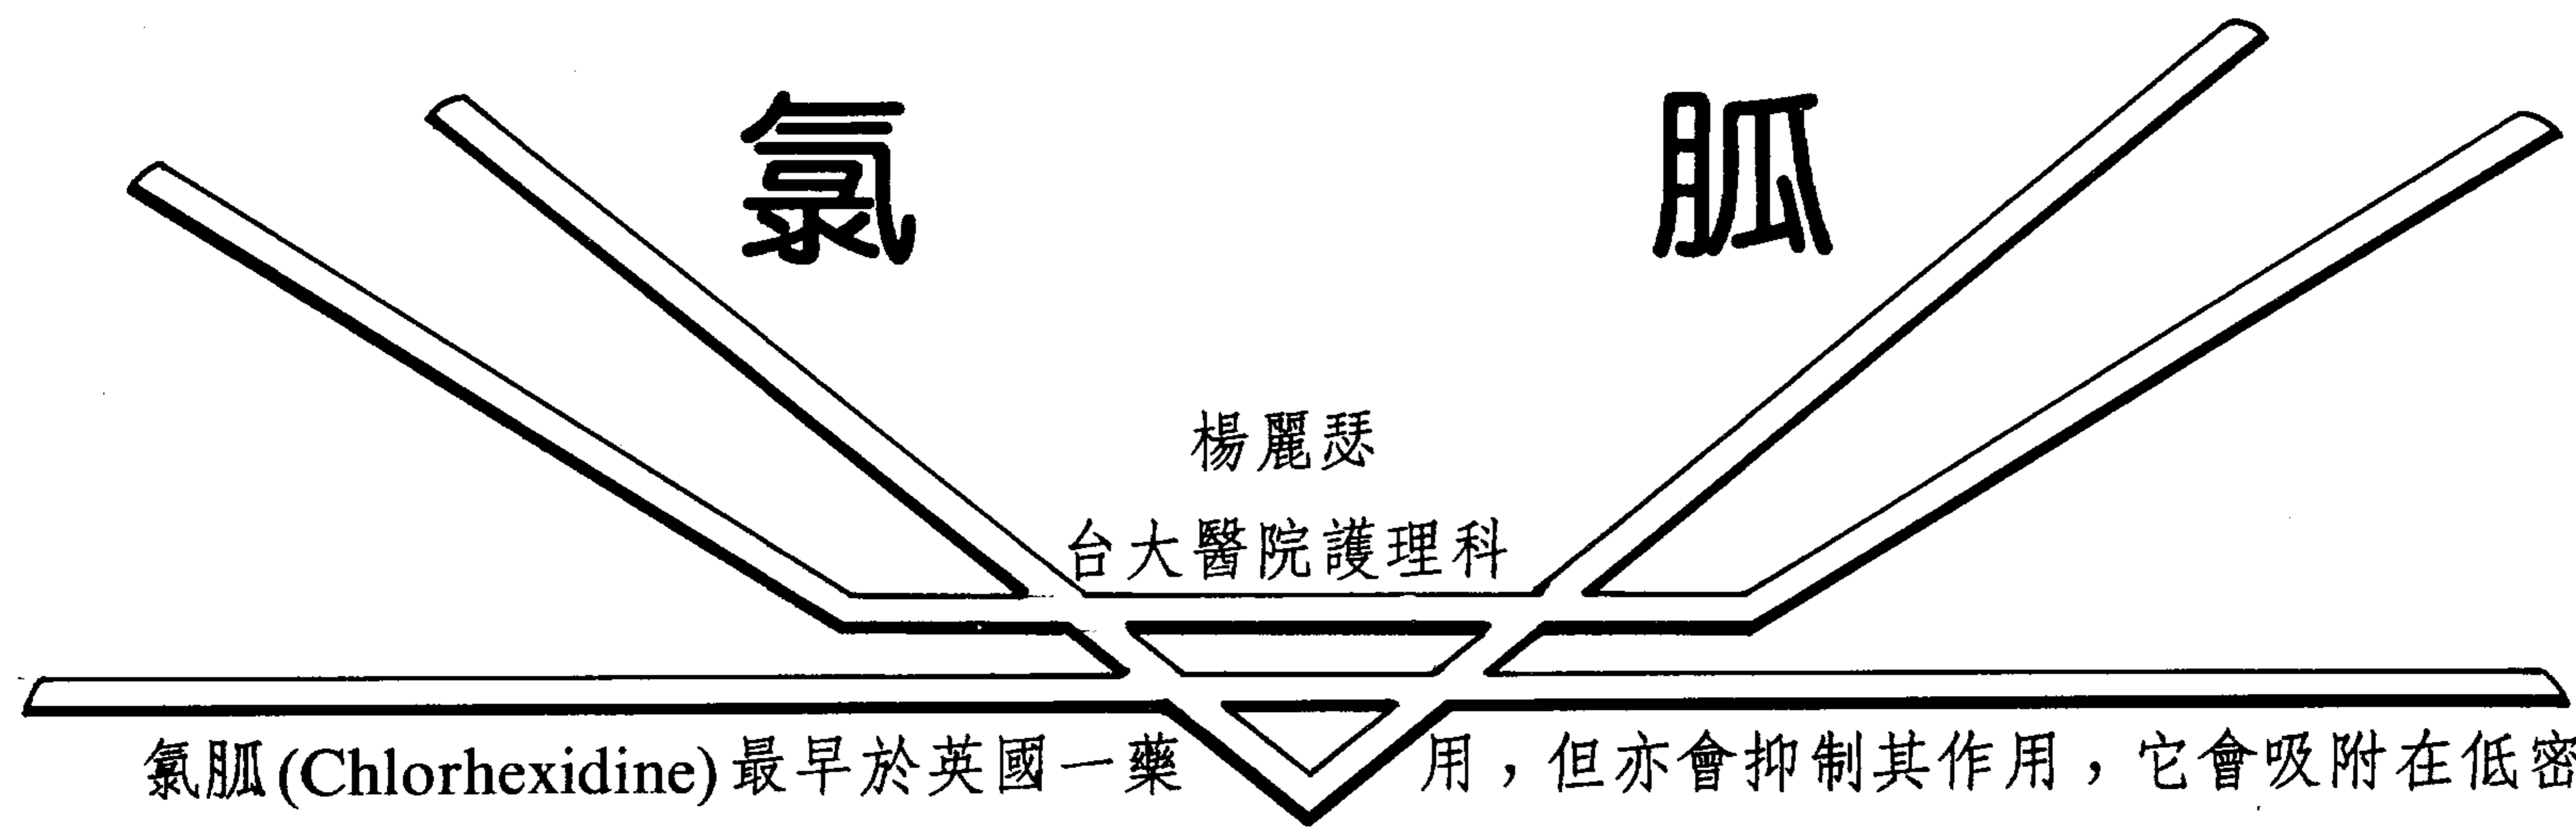 氯胍
楊麗瑟
台大醫院護理科
氯胍(Chlorhexidine)最早於英國一藥
用,但亦會抑制其作用,它會吸附在低密